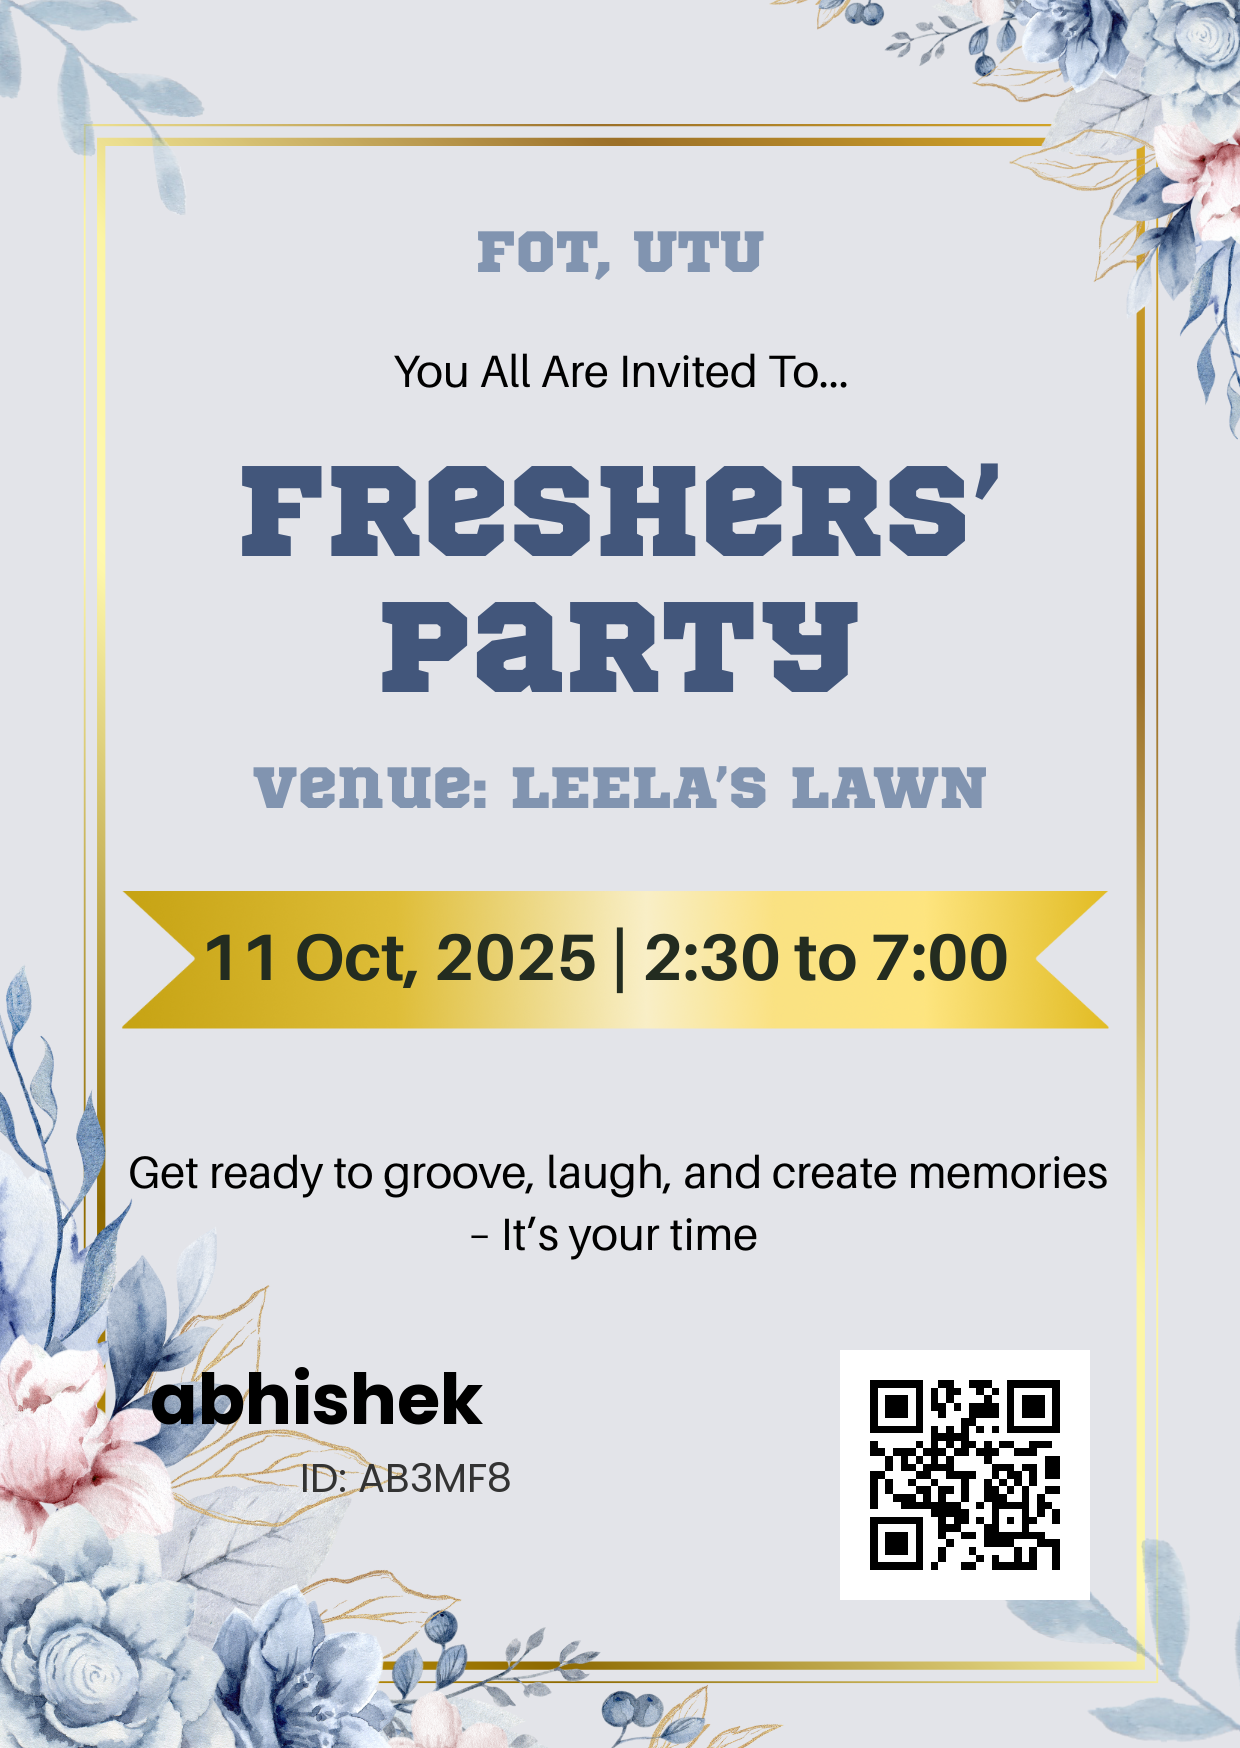 FOT, UTU
You All Are Invited To...
FResHeRs’
PaRTy
venue: LEELA’S LAWN
11 Oct, 2025 | 2:30 to 7:00
Get ready to groove, laugh, and create memories
– It’s your time
abhishek
ID: AB3MF8